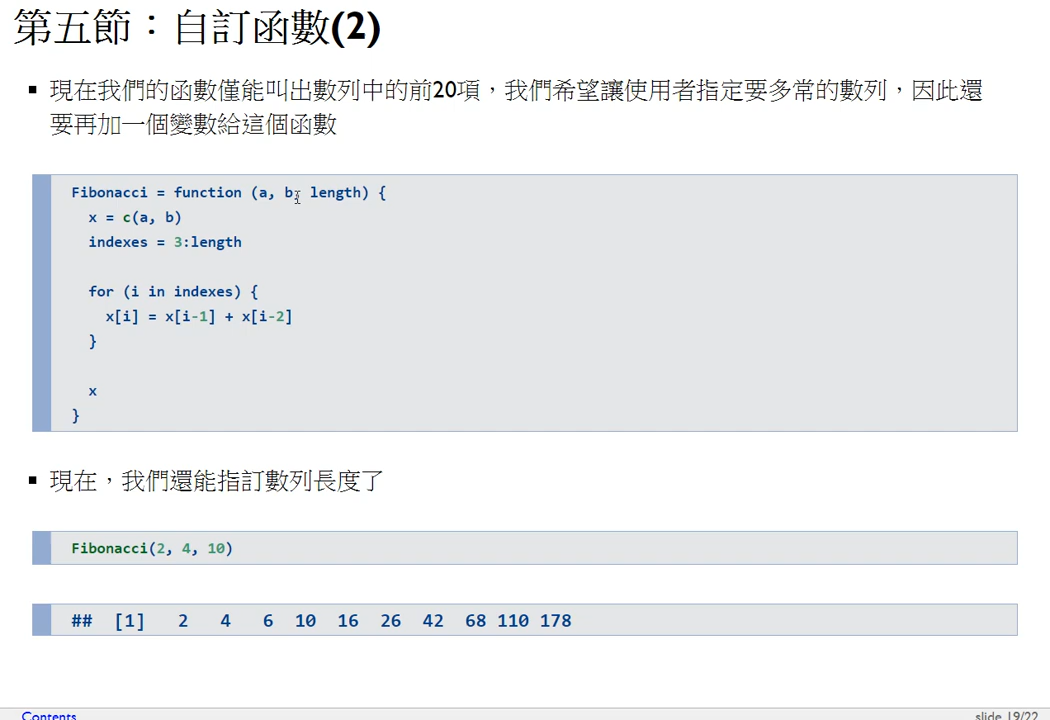 第五節：自訂函數(2)
▪ 現在我們的函數僅能叫出數列中的前20項，我們希望讓使用者指定要多常的數列，因此還
要再加一個變數給這個函數
Fibonacci = function (a, b, length) {
  x = c(a, b)
  indexes = 3:length
  for (i in indexes) {
    x[i] = x[i-1] + x[i-2]
  }
  x
}
▪ 現在，我們還能指訂數列長度了
Fibonacci(2, 4, 10)
##  [1]   2   4   6  10  16  26  42  68 110 178
Contents
slide 19/22